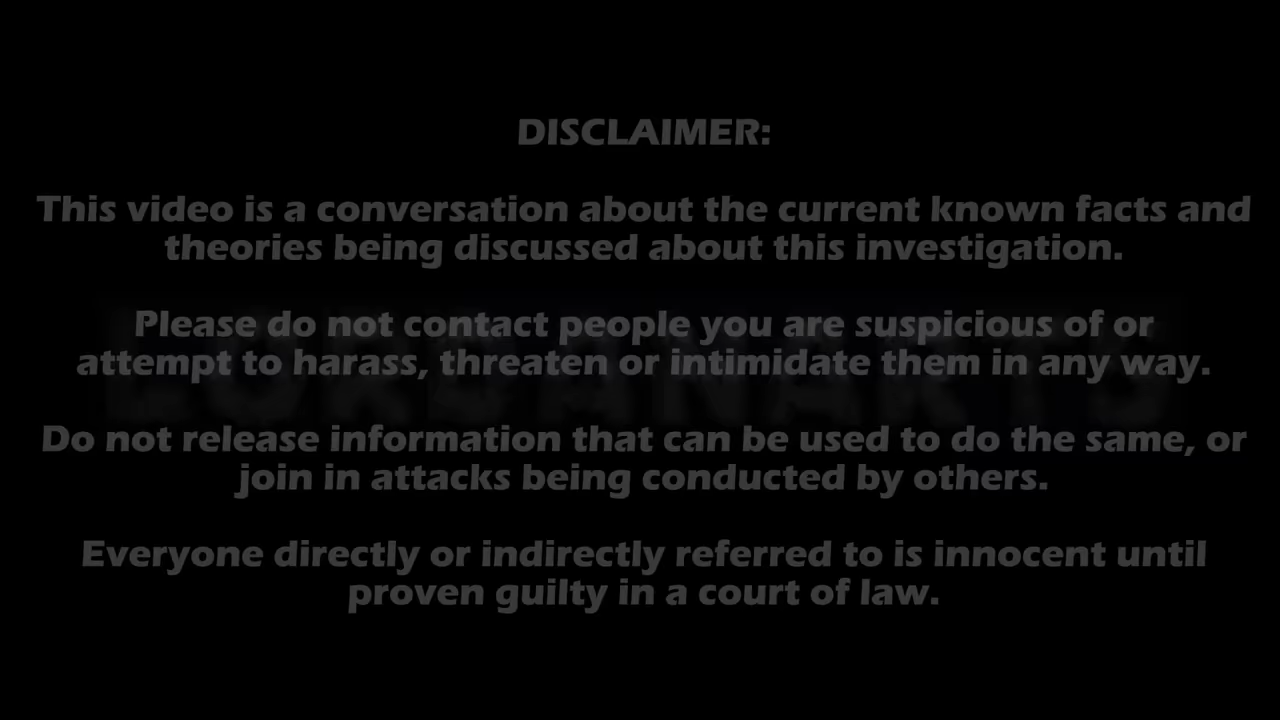 DISCLAIMER:
This video is a conversation about the current known facts and
theories being discussed about this investigation.
Please do not contact people you are suspicious of or
attempt to harass, threaten or intimidate them in any way.
LORDANARTS
Do not release information that can be used to do the same, or
join in attacks being conducted by others.
Everyone directly or indirectly referred to is innocent until
proven guilty in a court of law.